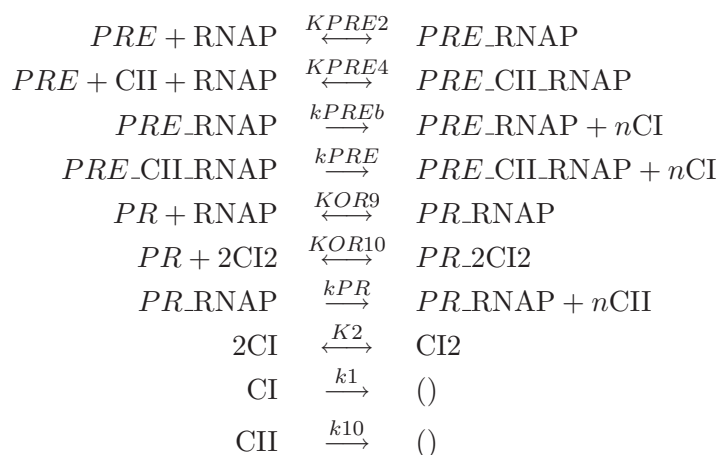 PRE + RNAP KPRE2 ⟷ PRE_RNAP
PRE + CII + RNAP KPRE4 ⟷ PRE_CII_RNAP
PRE_RNAP kPREb ⟶ PRE_RNAP + nCI
PRE_CII_RNAP kPRE ⟶ PRE_CII_RNAP + nCI
PR + RNAP KOR9 ⟷ PR_RNAP
PR + 2CI2 KOR10 ⟷ PR_2CI2
PR_RNAP kPR ⟶ PR_RNAP + nCII
2CI K2 ⟷ CI2
CI k1 ⟶ ()
CII k10 ⟶ ()